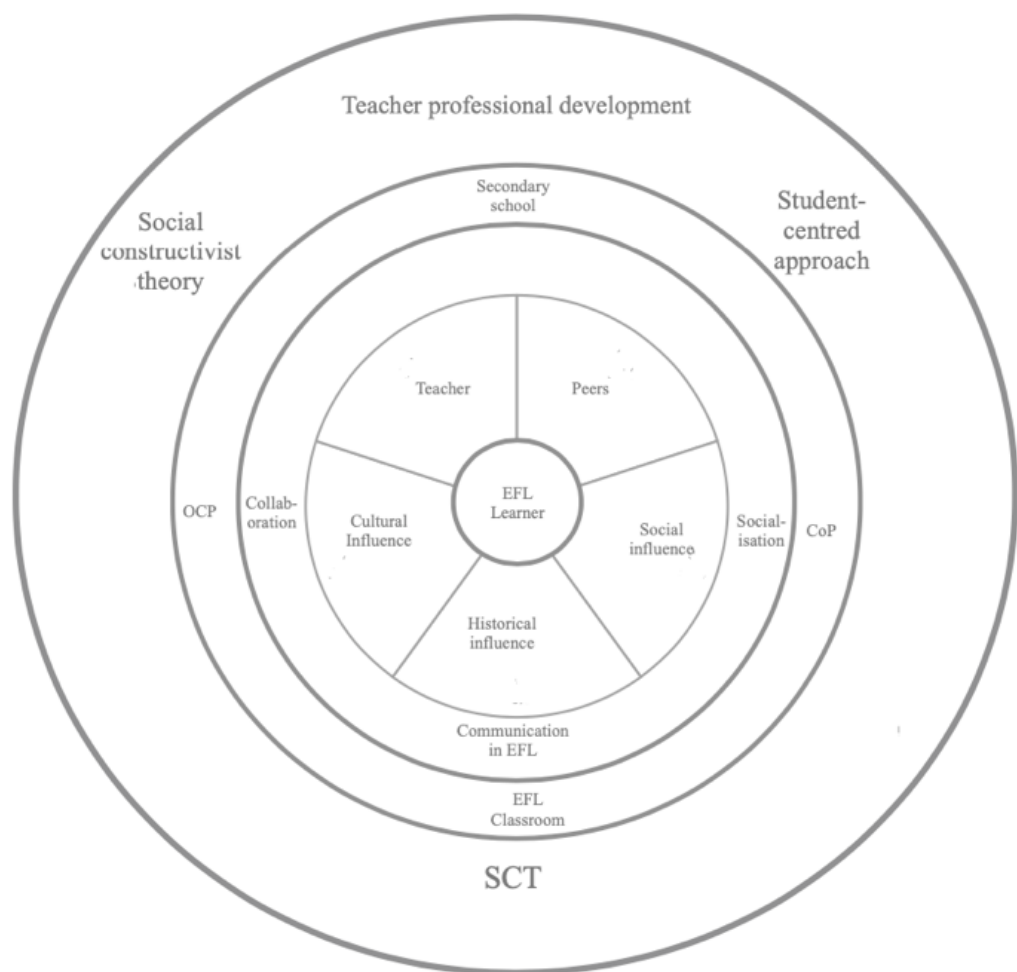 Teacher professional development
Secondary
school
Social
constructivist
theory
Student-
centred
approach
Teacher
Peers
EFL
Learner
OCP
Collab-
oration
Cultural
Influence
Social
influence
Social-
isation
CoP
Historical
influence
Communication
in EFL
EFL
Classroom
SCT